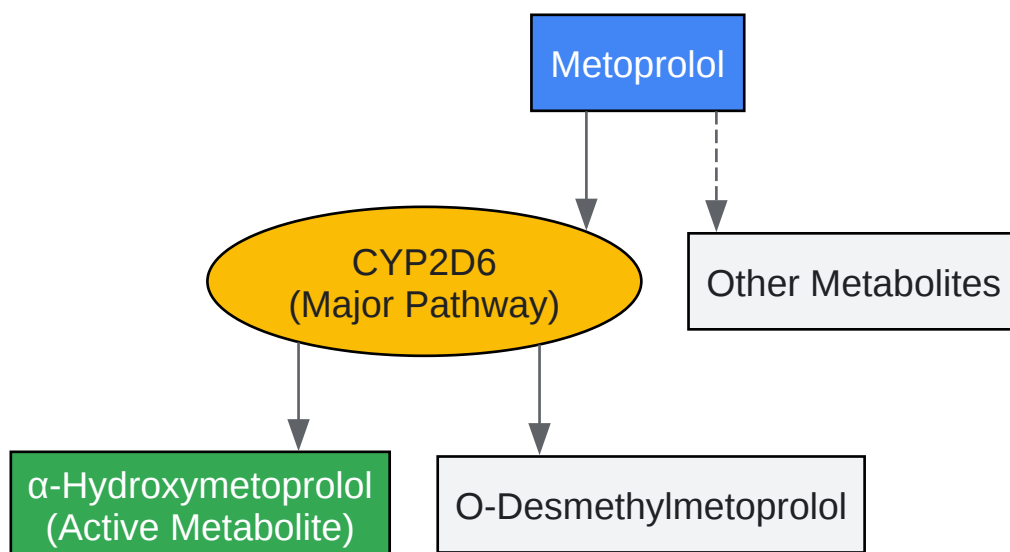 Metoprolol
CYP2D6
(Major Pathway)
Other Metabolites
α-Hydroxymetoprolol
(Active Metabolite)
O-Desmethylmetoprolol